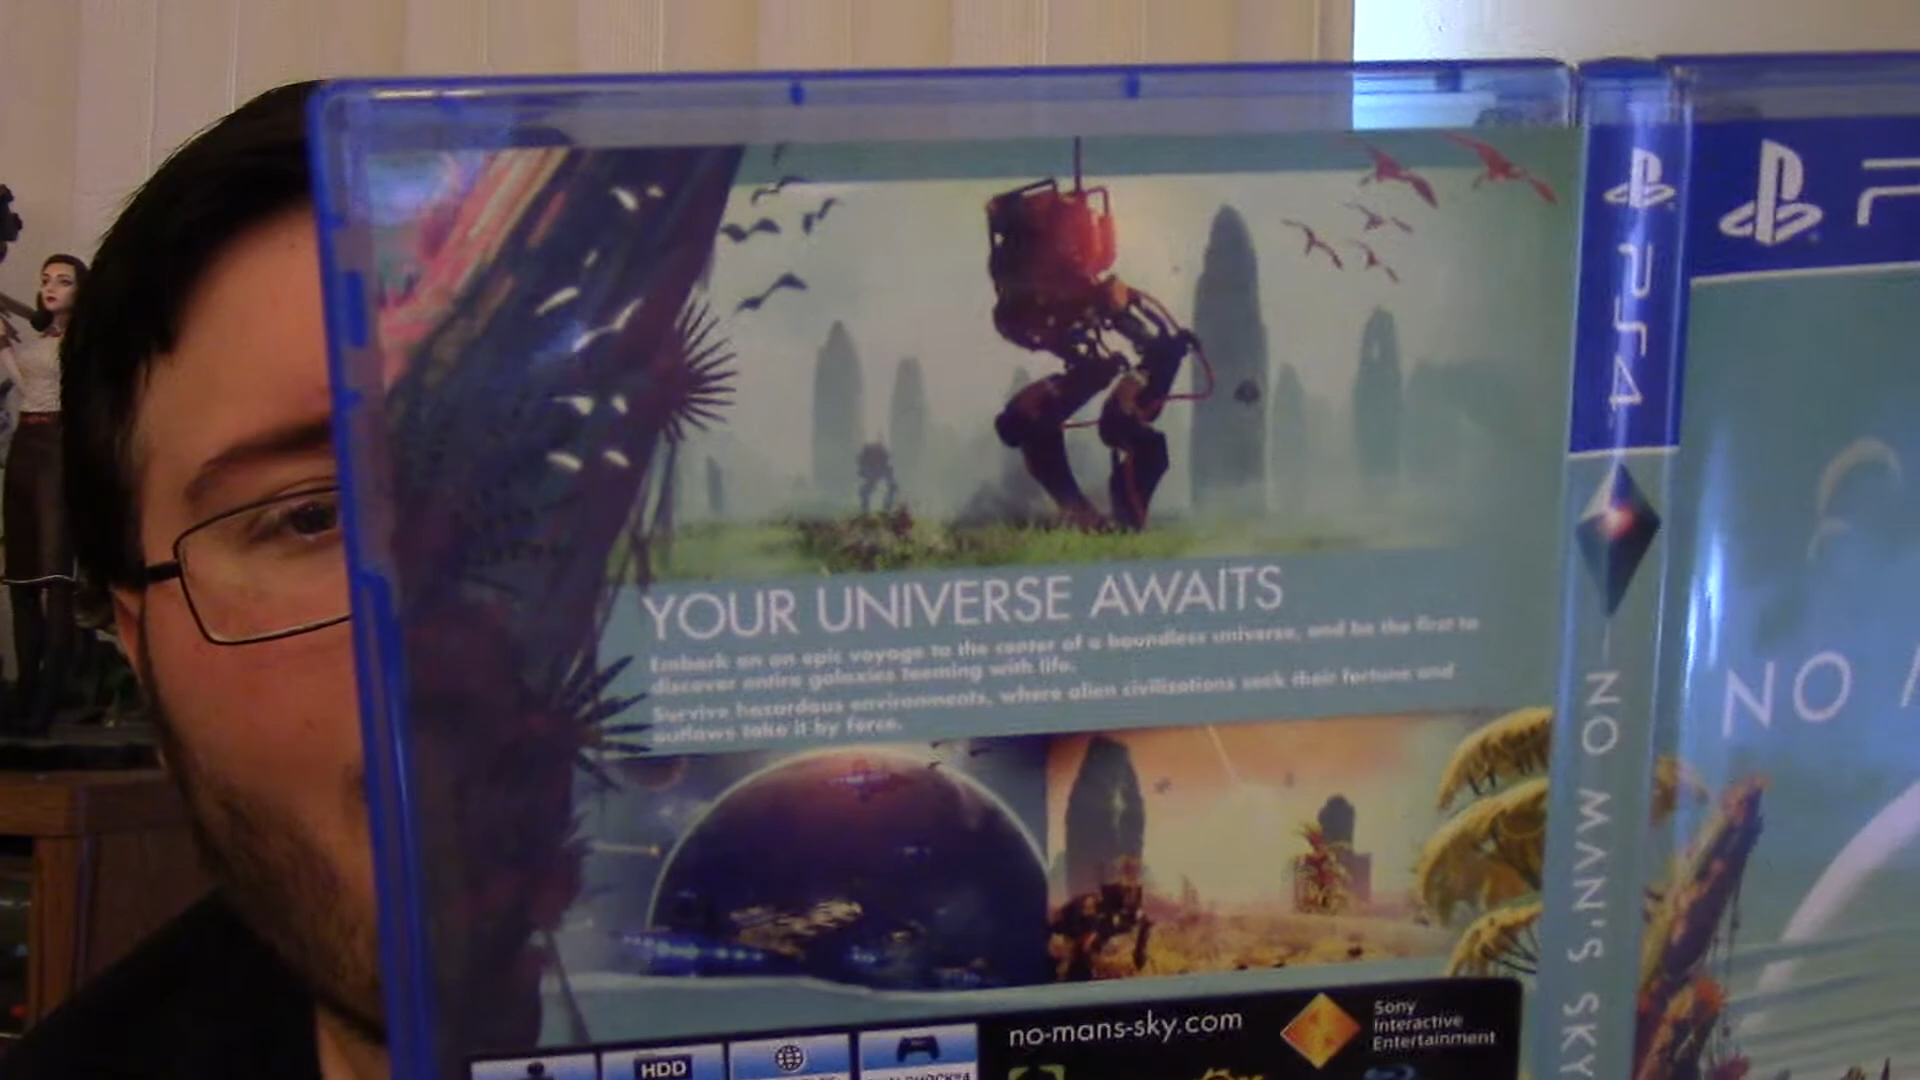 YOUR UNIVERSE AWAITS
Embark on an epic voyage to the center of a boundless universe, and be the first to
discover entire galaxies teeming with life.
Survive hazardous environments, where alien civilizations seek their fortune and
outlaws take it by force.
no-mans-sky.com
Sony
Interactive
Entertainment
HDD
PS4
NO MAN'S SKY
NO